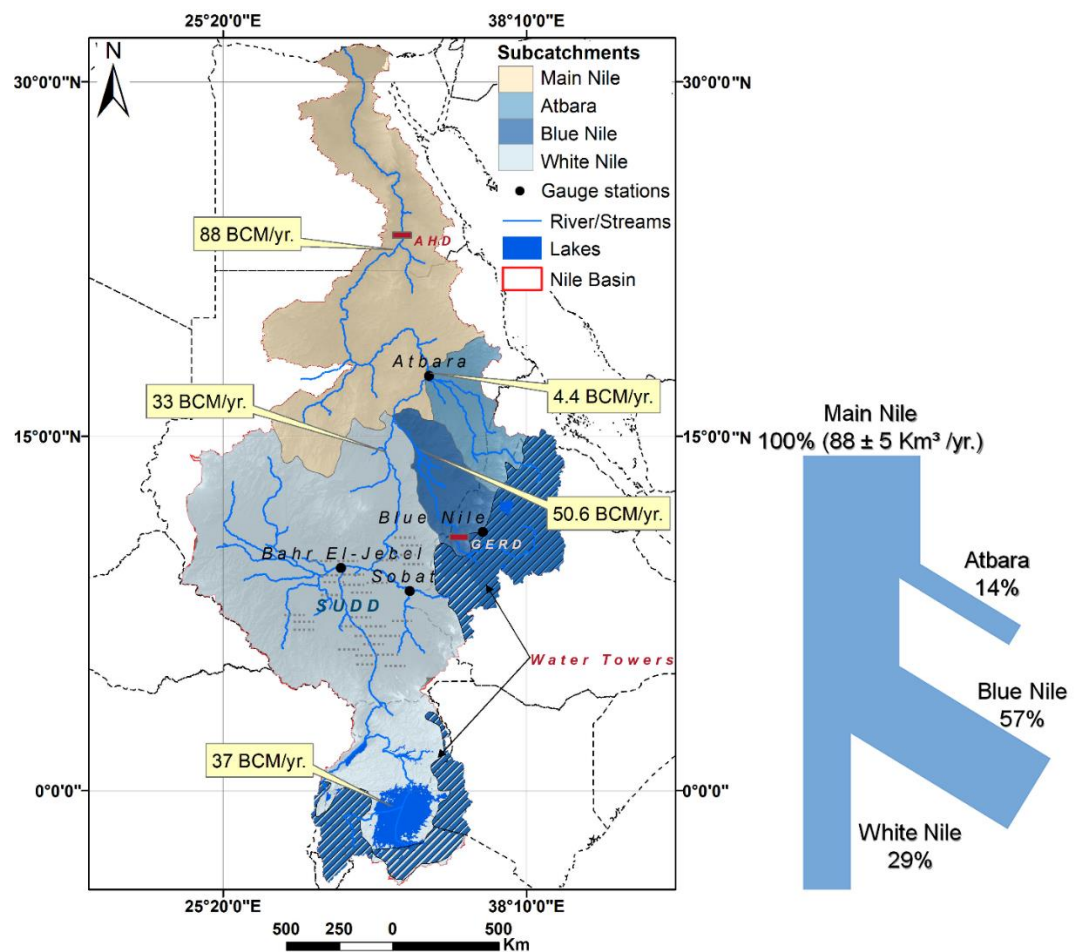 25°20'0"E
38°10'0"E
N
Subcatchments
Main Nile
Atbara
Blue Nile
White Nile
Gauge stations
River/Streams
Lakes
Nile Basin
30°0'0"N
30°0'0"N
88 BCM/yr.
AHD
Atbara
33 BCM/yr.
4.4 BCM/yr.
15°0'0"N
15°0'0"N
50.6 BCM/yr.
Blue Nile
GERD
Bahr El-Jebel
Sobat
SUDD
Water Towers
37 BCM/yr.
0°0'0"
0°0'0"
25°20'0"E
38°10'0"E
500 250 0 500
Km
Main Nile
100% (88 ± 5 Km³ /yr.)
Atbara
14%
Blue Nile
57%
White Nile
29%